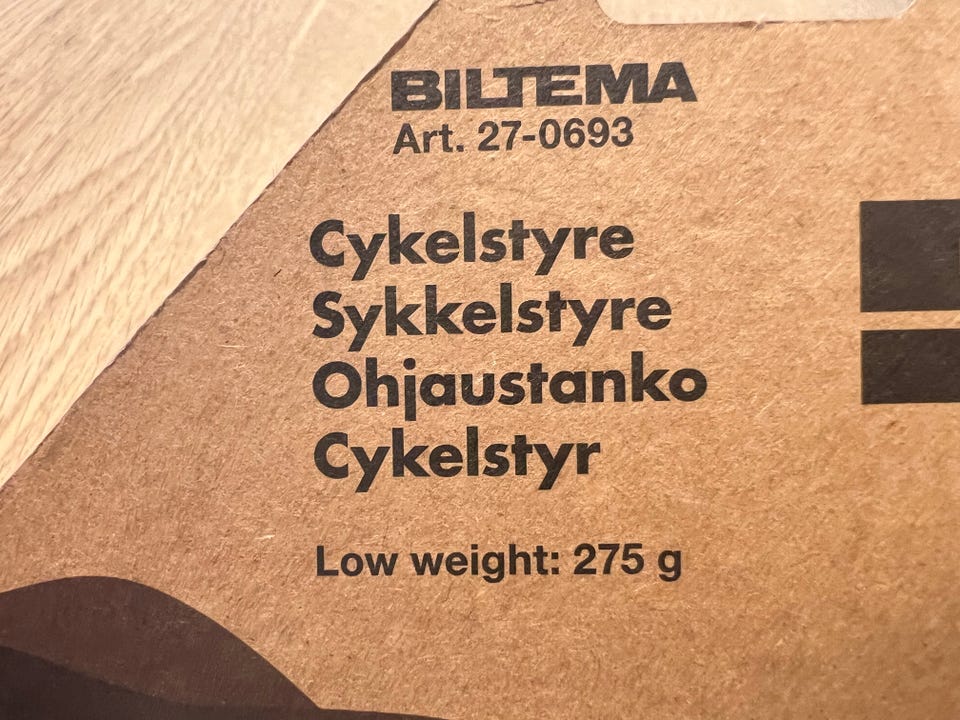 BILTEMA
Art. 27-0693
Cykelstyre
Sykkelstyre
Ohjaustanko
Cykelstyr
Low weight: 275 g